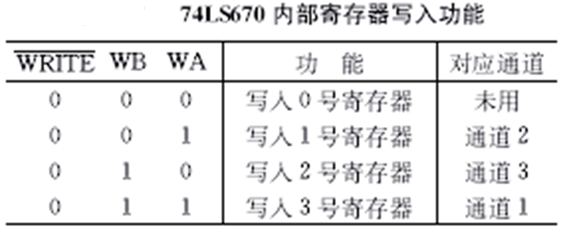 74LS670 内部寄存器写入功能
WRITE WB WA 功 能 对应通道
0 0 0 写入 0 号寄存器 未用
0 0 1 写入 1 号寄存器 通道 2
0 1 0 写入 2 号寄存器 通道 3
0 1 1 写入 3 号寄存器 通道 1